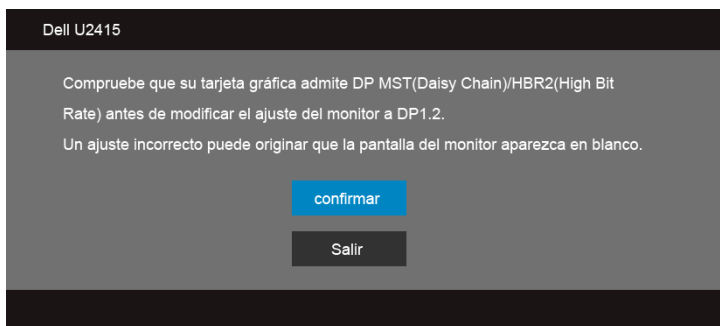 Dell U2415
Compruebe que su tarjeta gráfica admite DP MST(Daisy Chain)/HBR2(High Bit
Rate) antes de modificar el ajuste del monitor a DP1.2.
Un ajuste incorrecto puede originar que la pantalla del monitor aparezca en blanco.
confirmar
Salir